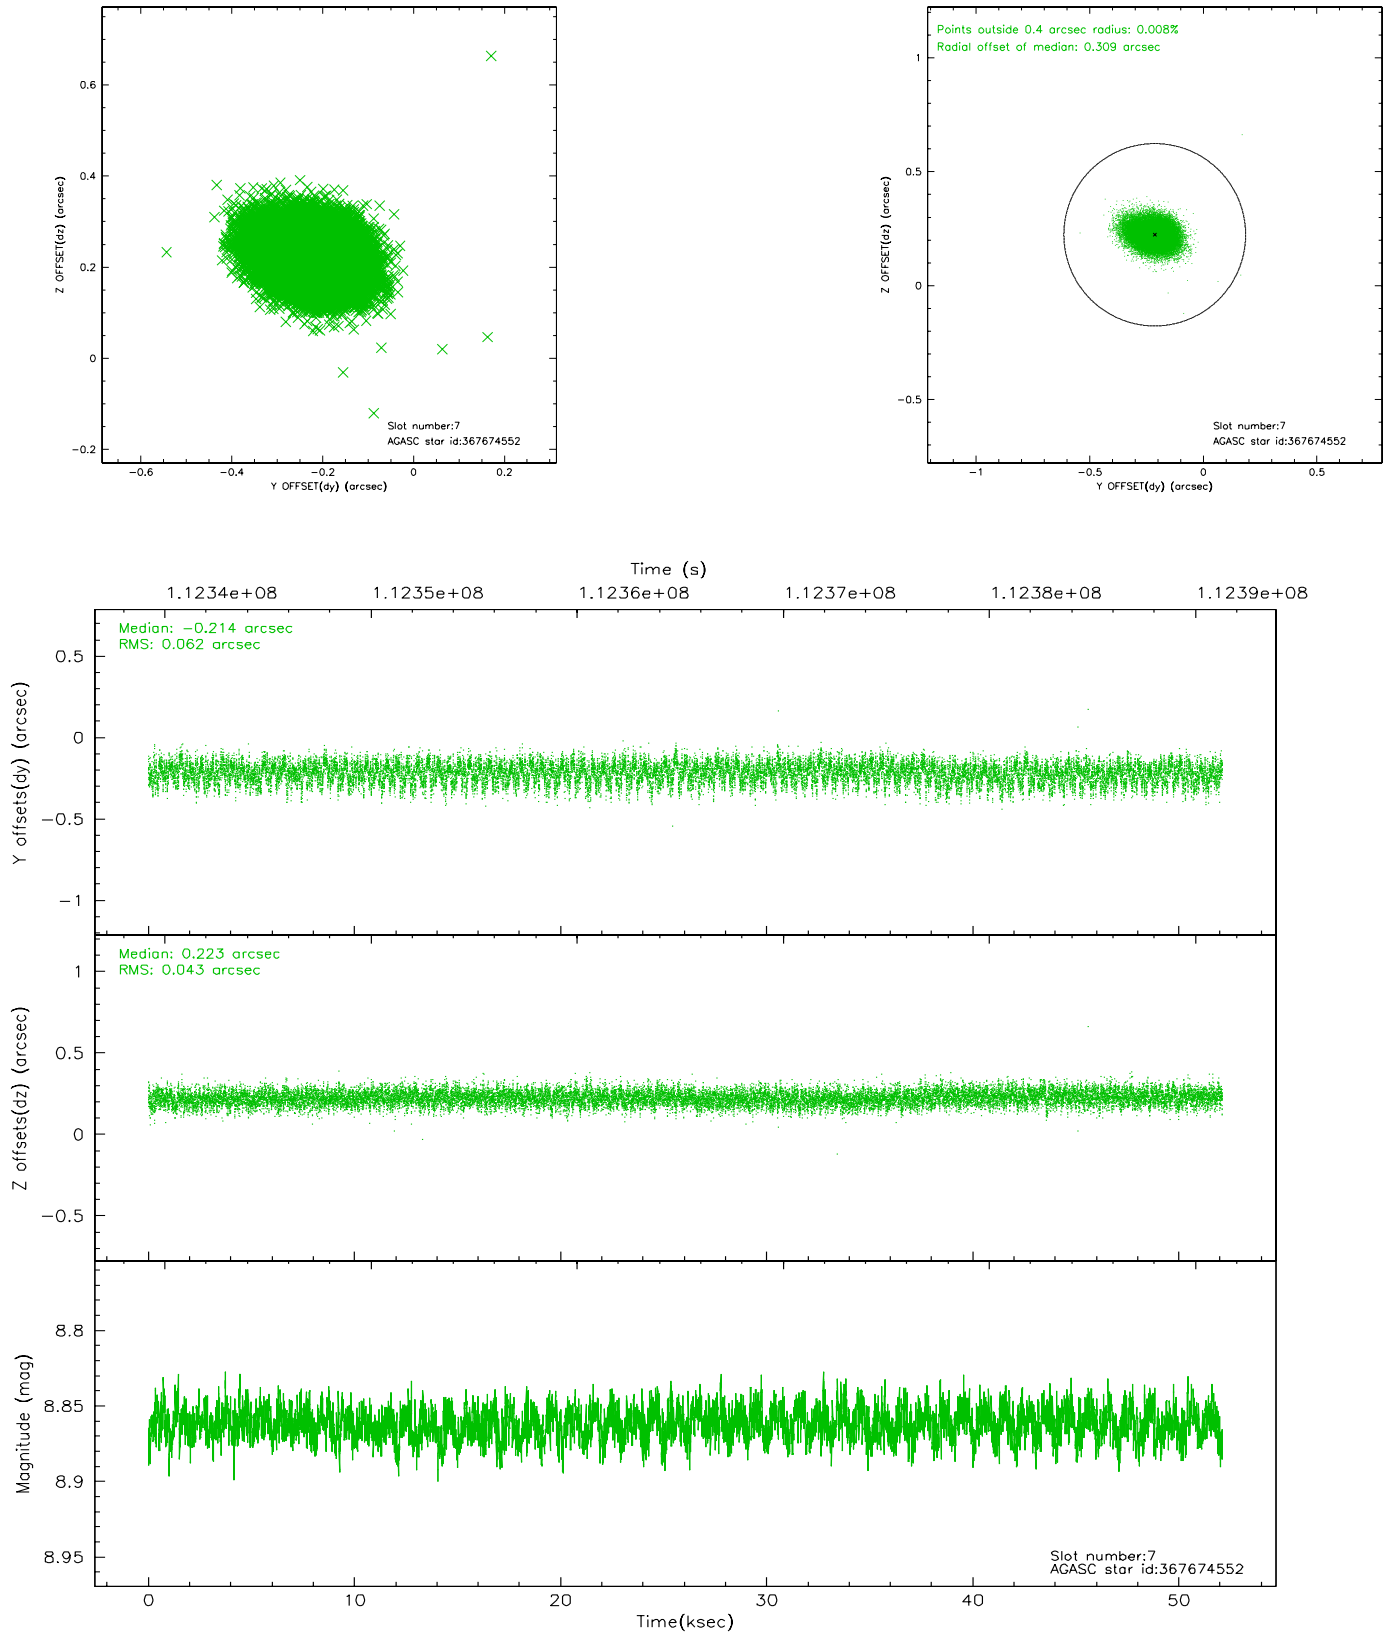 0.6
0.4
0.2
0
−0.2
Z OFFSET(dz) (arcsec)
−0.6
−0.4
−0.2
0
0.2
Y OFFSET(dy) (arcsec)
Slot number:7
AGASC star id:367674552
Points outside 0.4 arcsec radius: 0.008%
Radial offset of median: 0.309 arcsec
1
0.5
0
−0.5
Z OFFSET(dz) (arcsec)
−1
−0.5
0
0.5
Y OFFSET(dy) (arcsec)
Slot number:7
AGASC star id:367674552
Time (s)
1.1234e+08
1.1235e+08
1.1236e+08
1.1237e+08
1.1238e+08
1.1239e+08
Median: −0.214 arcsec
RMS: 0.062 arcsec
0.5
0
−0.5
−1
Y offsets(dy) (arcsec)
Median: 0.223 arcsec
RMS: 0.043 arcsec
1
0.5
0
−0.5
Z offsets(dz) (arcsec)
8.8
8.85
8.9
8.95
Magnitude (mag)
Slot number:7
AGASC star id:367674552
0
10
20
30
40
50
Time(ksec)